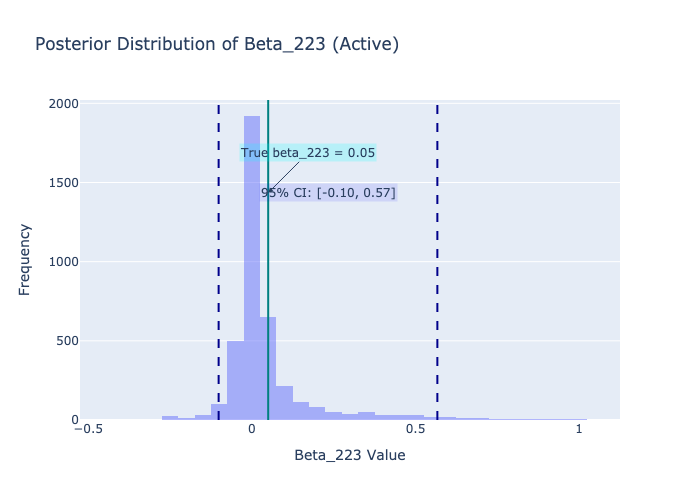 Posterior Distribution of Beta_223 (Active)
2000
True beta_223 = 0.05
1500
95% CI: [-0.10, 0.57]
1000
500
0
Frequency
−0.5
0
0.5
1
Beta_223 Value